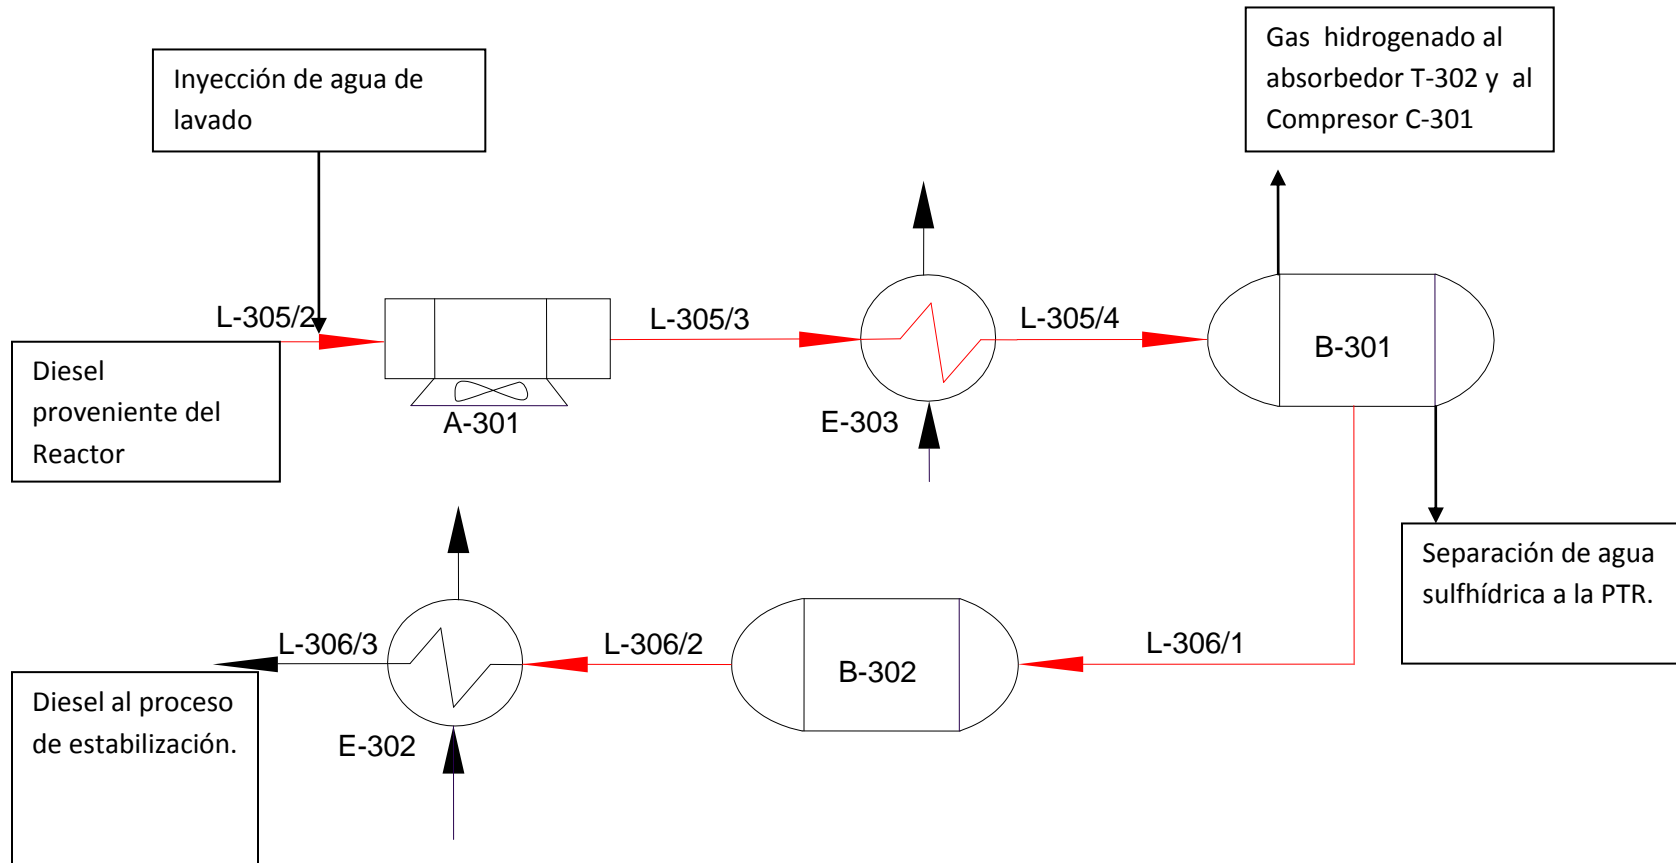 Inyección de agua de
lavado
Gas hidrogenado al
absorbedor T-302 y al
Compresor C-301
L-305/2
L-305/3
L-305/4
B-301
Diesel
proveniente del
Reactor
A-301
E-303
Separación de agua
sulfhídrica a la PTR.
L-306/3
L-306/2
L-306/1
B-302
E-302
Diesel al proceso
de estabilización.